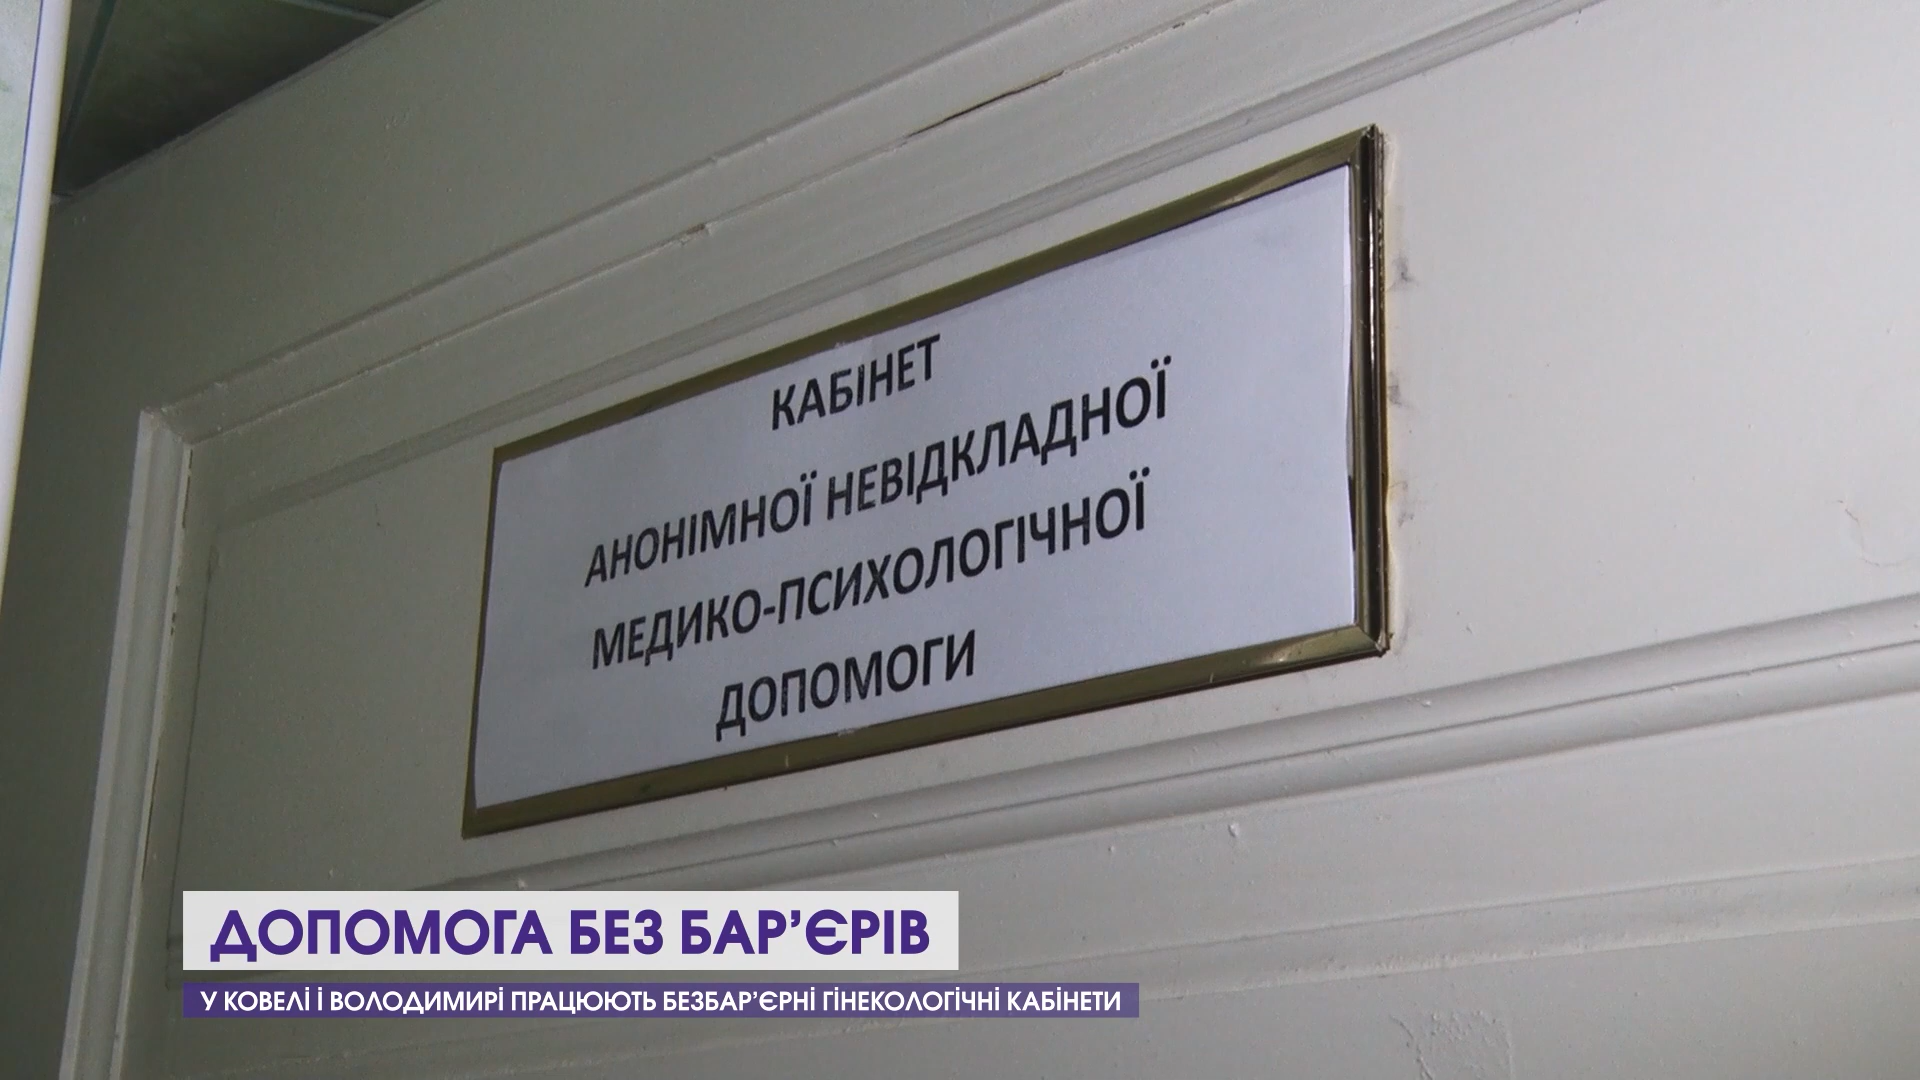 КАБІНЕТ
АНОНІМНОЇ НЕВІДКЛАДНОЇ
МЕДИКО-ПСИХОЛОГІЧНОЇ
ДОПОМОГИ
ДОПОМОГА БЕЗ БАР’ЄРІВ
У КОВЕЛІ І ВОЛОДИМИРІ ПРАЦЮЮТЬ БЕЗБАР’ЄРНІ ГІНЕКОЛОГІЧНІ КАБІНЕТИ